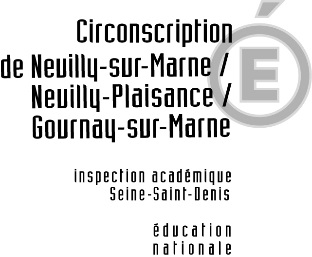 Circonscription
de Neuilly-sur-Marne /
Neuilly-Plaisance /
Gournay-sur-Marne
É
inspection académique
Seine-Saint-Denis
éducation
nationale